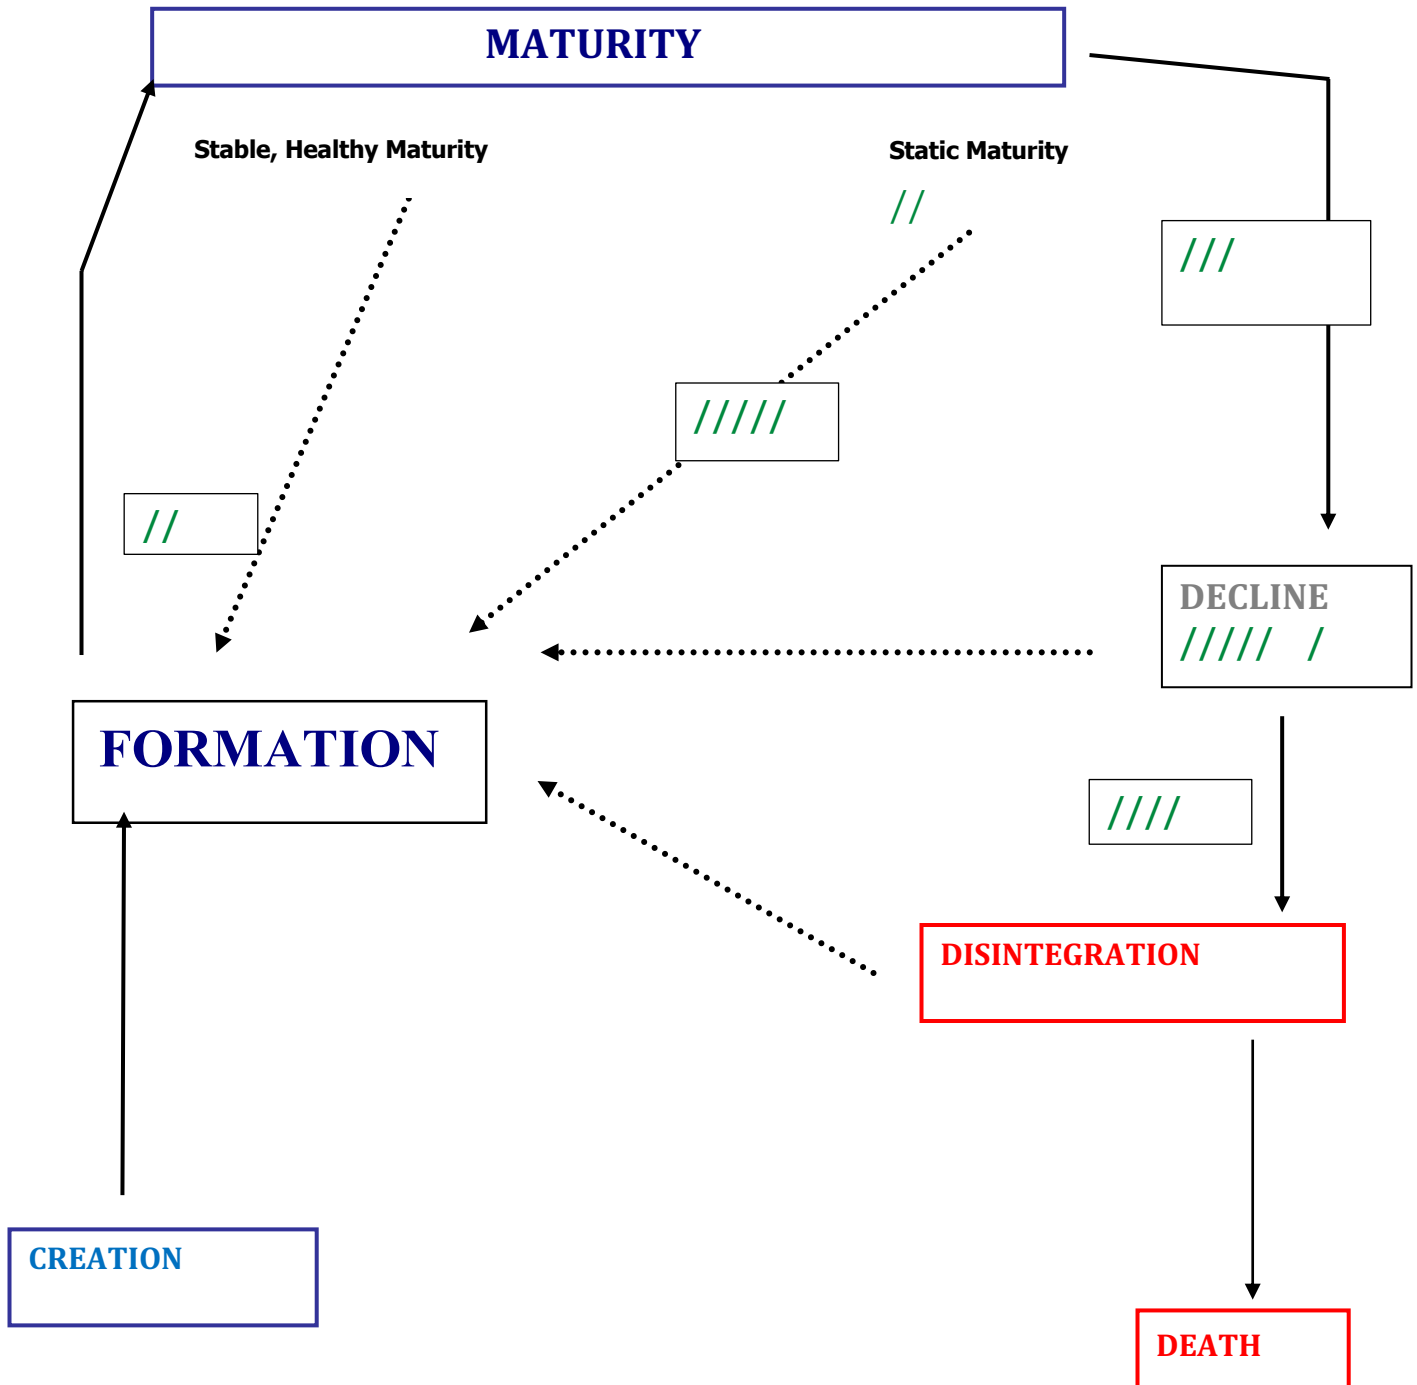 MATURITY
Stable, Healthy Maturity
Static Maturity
//
///
/////
//
DECLINE
///// /
FORMATION
////
DISINTEGRATION
CREATION
DEATH